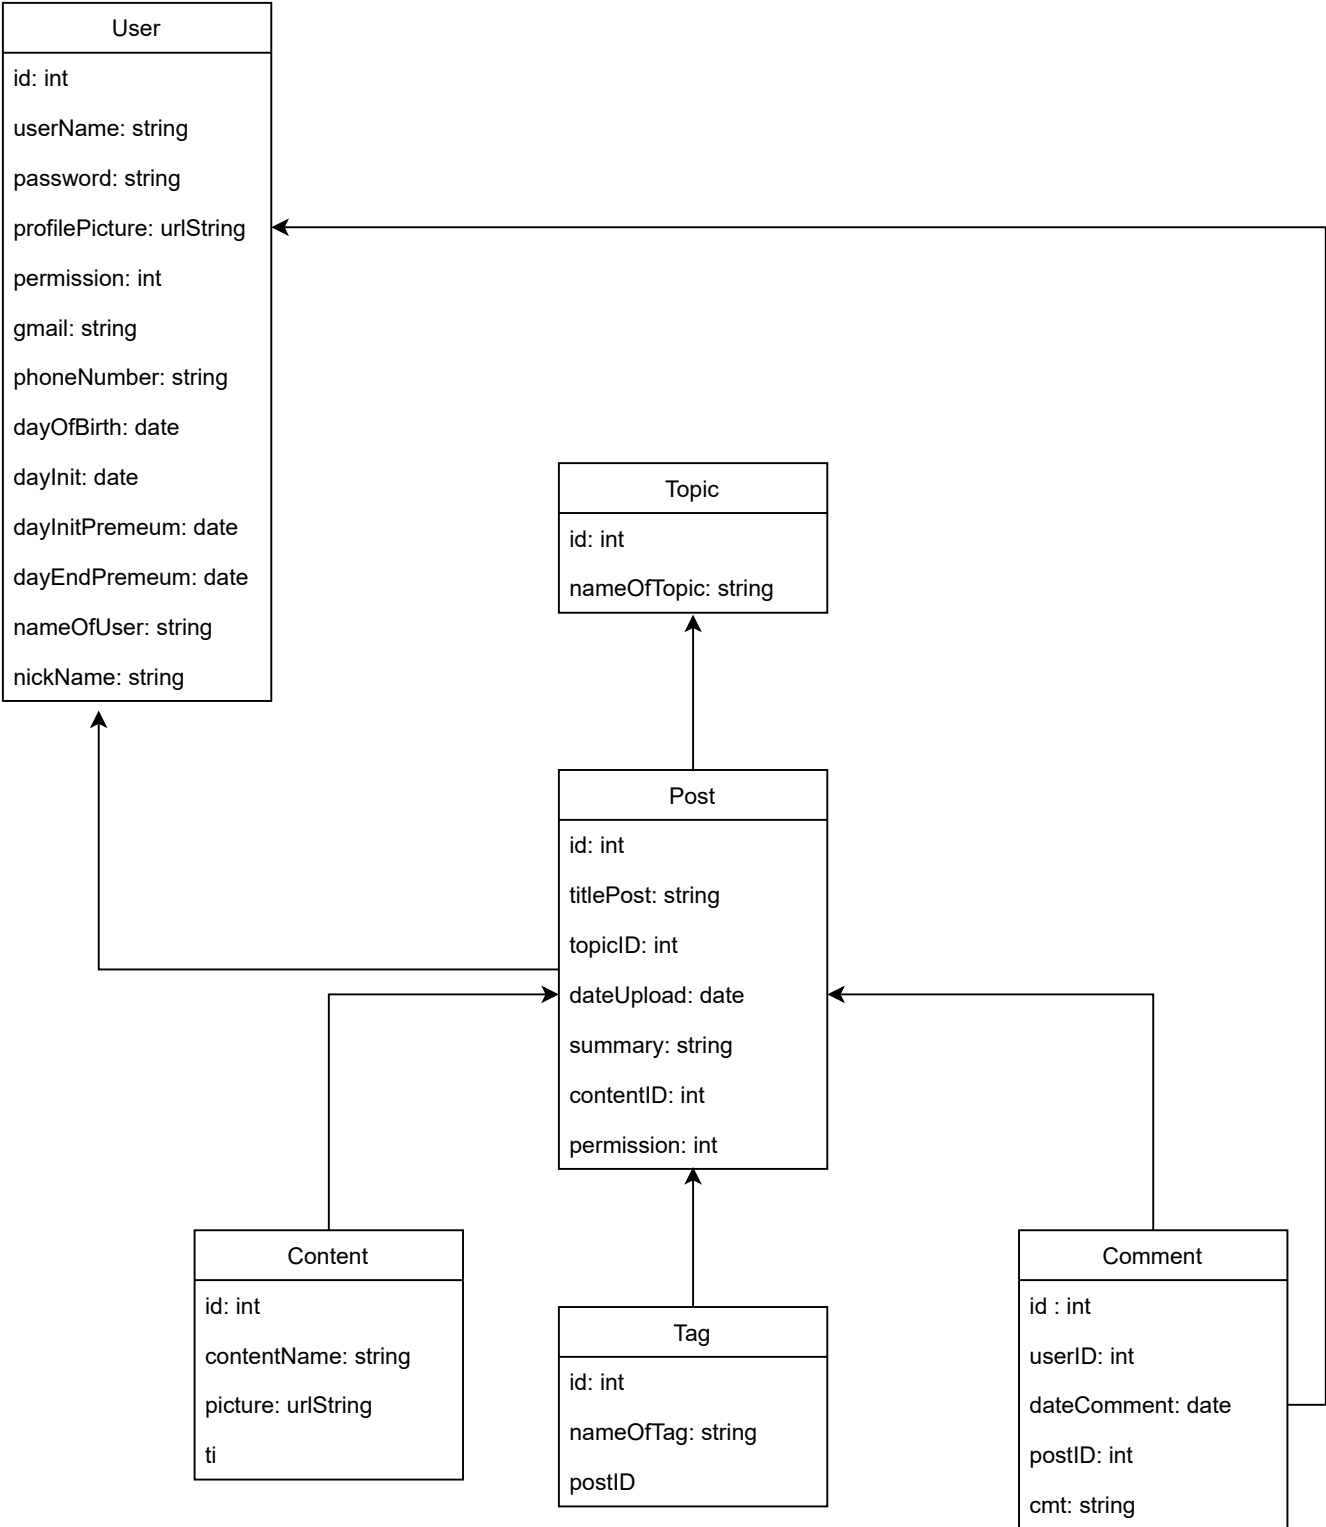 User
id: int
userName: string
password: string
profilePicture: urlString
permission: int
gmail: string
phoneNumber: string
dayOfBirth: date
dayInit: date
dayInitPremeum: date
dayEndPremeum: date
nameOfUser: string
nickName: string
Topic
id: int
nameOfTopic: string
Post
id: int
titlePost: string
topicID: int
dateUpload: date
summary: string
contentID: int
permission: int
Content
id: int
contentName: string
picture: urlString
ti
Tag
id: int
nameOfTag: string
postID
Comment
id : int
userID: int
dateComment: date
postID: int
cmt: string